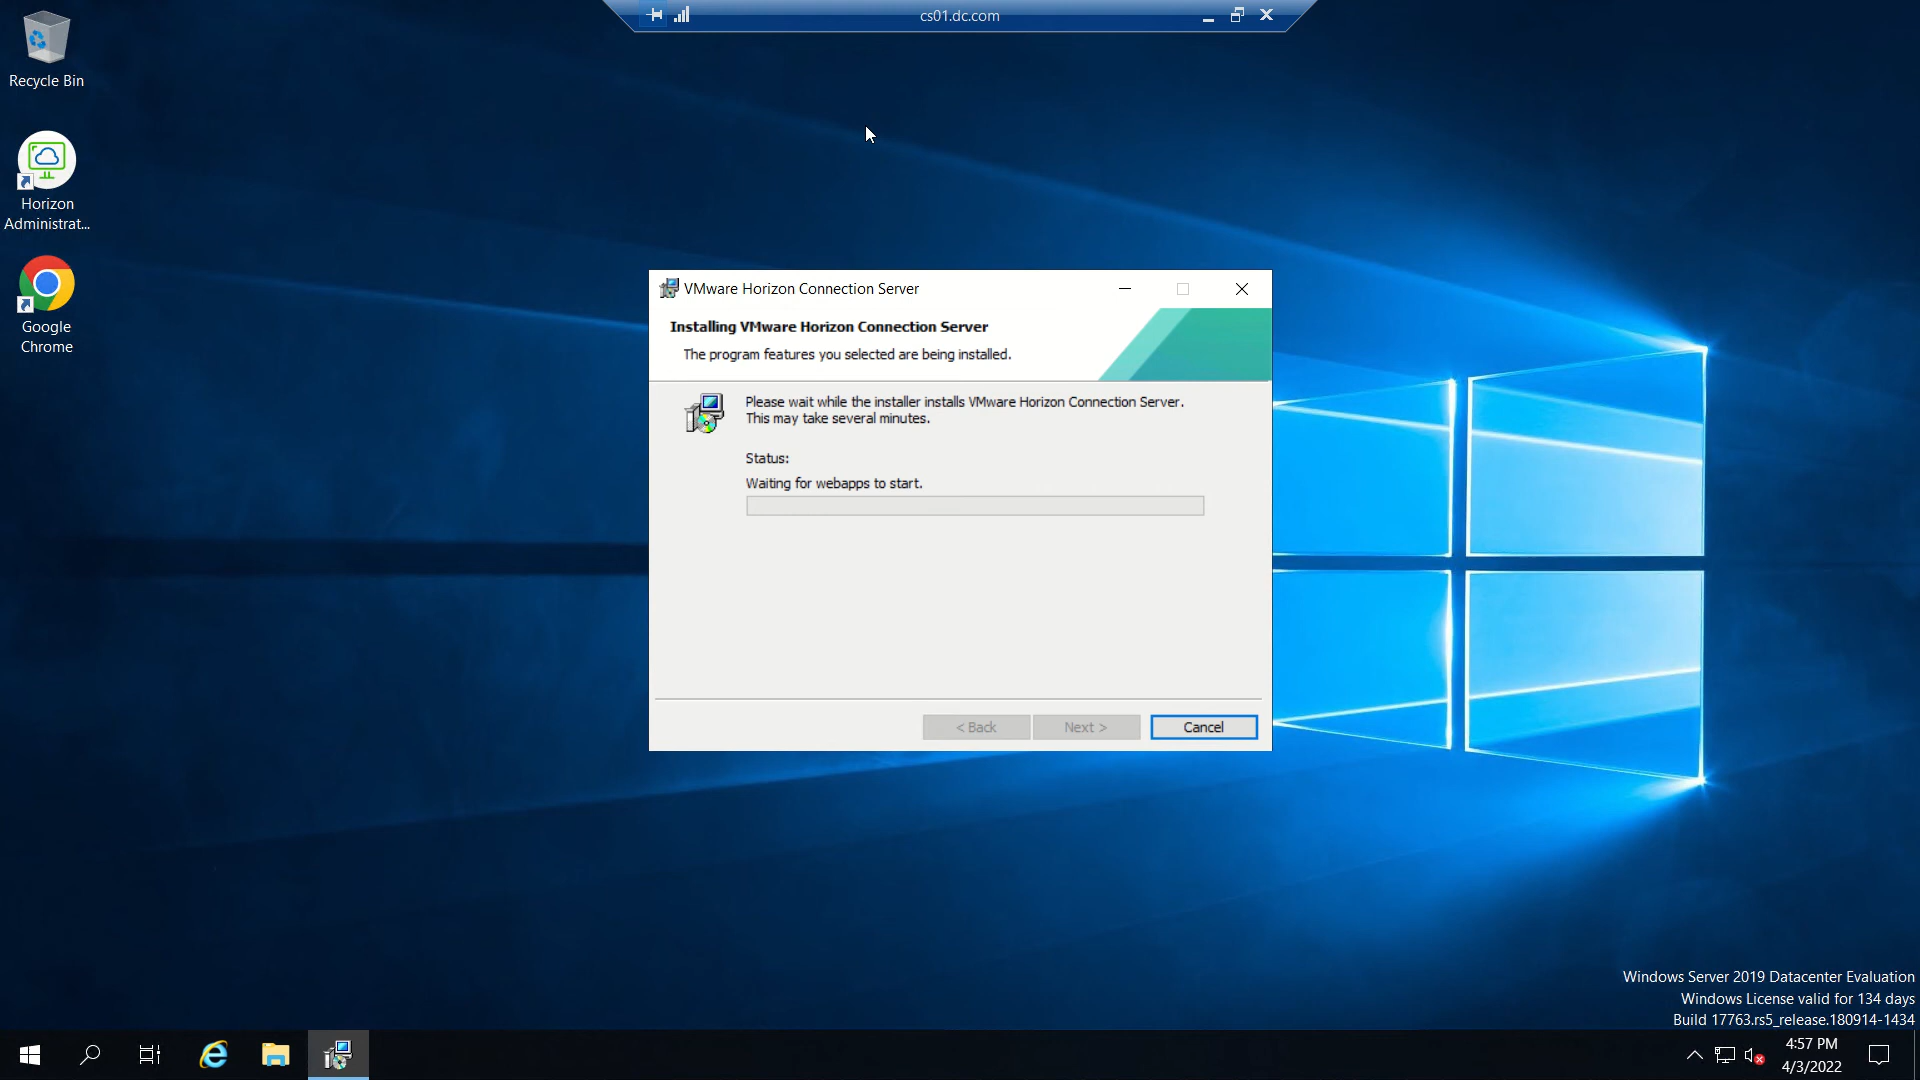 cs01.dc.com
Recycle Bin
Horizon
Administrat...
Google
Chrome
VMware Horizon Connection Server
Installing VMware Horizon Connection Server
The program features you selected are being installed.
Please wait while the installer installs VMware Horizon Connection Server.
This may take several minutes.
Status:
Waiting for webapps to start.
< Back
Next >
Cancel
Windows Server 2019 Datacenter Evaluation
Windows License valid for 134 days
Build 17763.rs5_release.180914-1434
4:57 PM
4/3/2022